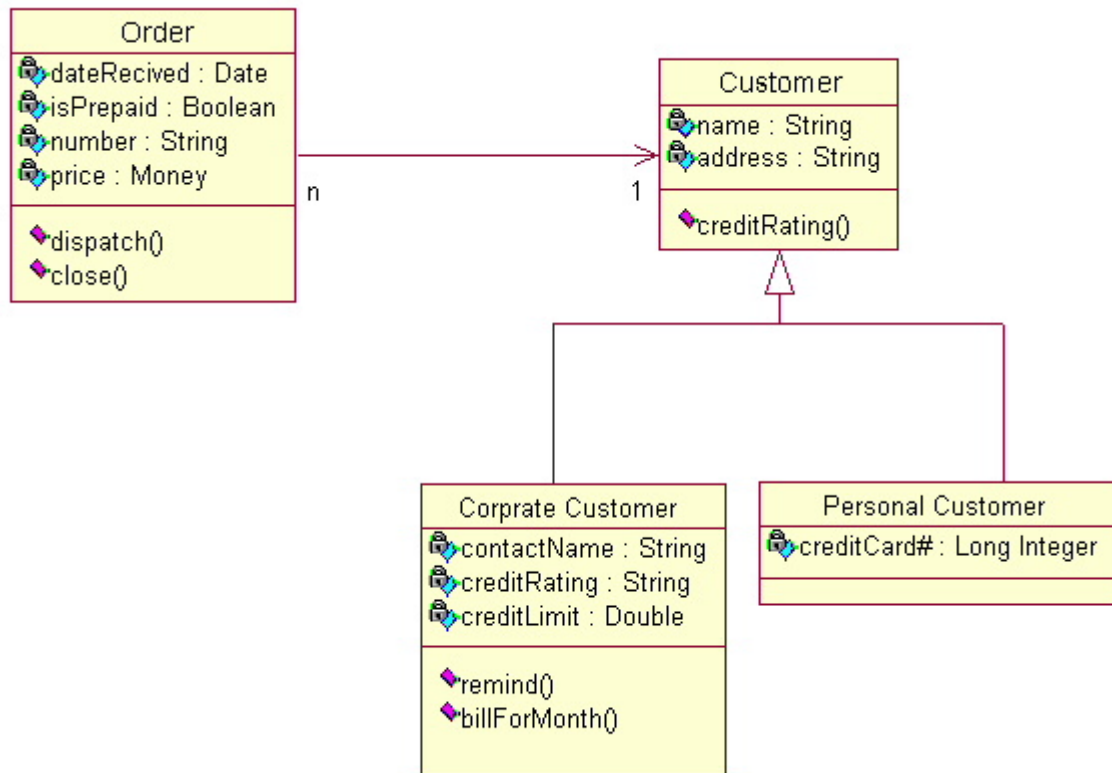 Order
dateRecived : Date
isPrepaid : Boolean
number : String
price : Money
dispatch()
close()
n
1
Customer
name : String
address : String
creditRating()
Corprate Customer
contactName : String
creditRating : String
creditLimit : Double
remind()
billForMonth()
Personal Customer
creditCard# : Long Integer